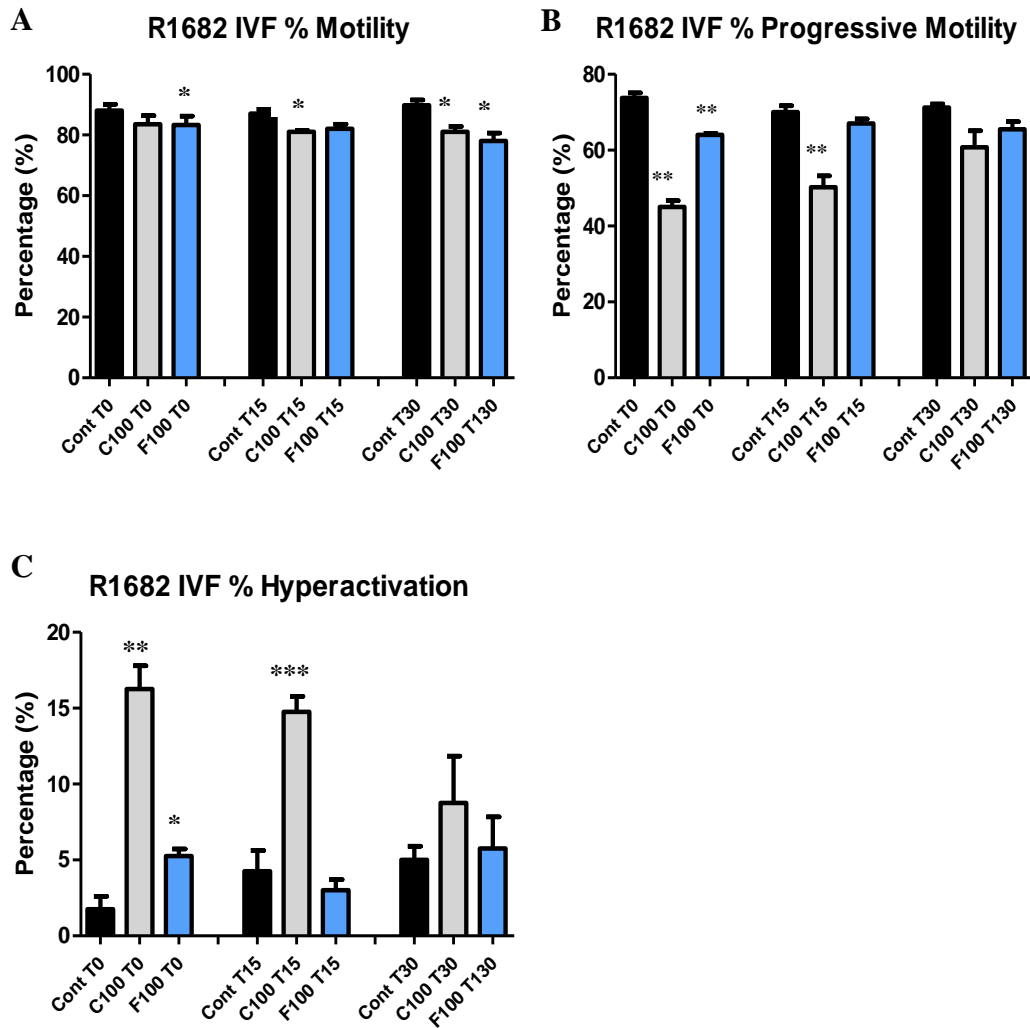 A
R1682 IVF % Motility
Percentage (%)
100
80
60
40
20
0
*
*
*
*
Cont T0
C100 T0
F100 T0
Cont T15
C100 T15
F100 T15
Cont T30
C100 T30
F100 T130
B
R1682 IVF % Progressive Motility
Percentage (%)
80
60
40
20
0
**
**
**
Cont T0
C100 T0
F100 T0
Cont T15
C100 T15
F100 T15
Cont T30
C100 T30
F100 T130
C
R1682 IVF % Hyperactivation
Percentage (%)
20
15
10
5
0
**
*
***
Cont T0
C100 T0
F100 T0
Cont T15
C100 T15
F100 T15
Cont T30
C100 T30
F100 T130